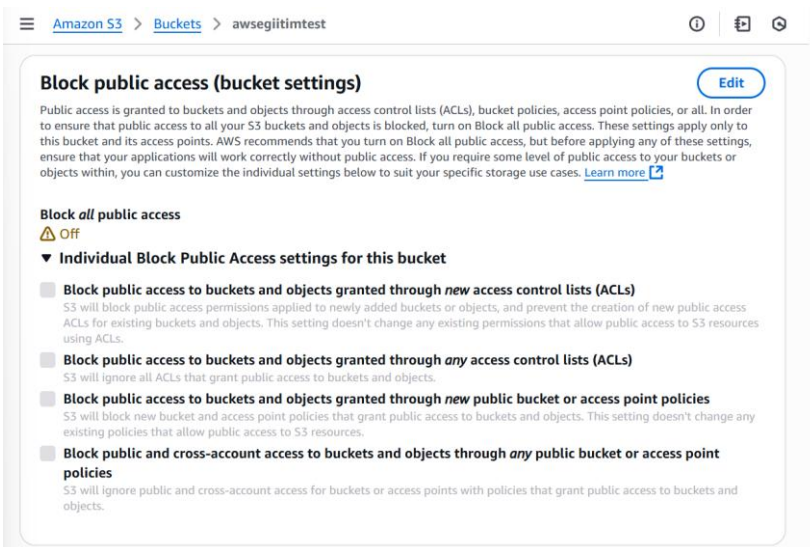 Amazon S3 > Buckets > awsegiitimtest
Block public access (bucket settings)
Edit
Public access is granted to buckets and objects through access control lists (ACLs), bucket policies, access point policies, or all. In order
to ensure that public access to all your S3 buckets and objects is blocked, turn on Block all public access. These settings apply only to
this bucket and its access points. AWS recommends that you turn on Block all public access, but before applying any of these settings,
ensure that your applications will work correctly without public access. If you require some level of public access to your buckets or
objects within, you can customize the individual settings below to suit your specific storage use cases. Learn more
Block all public access
Off
Individual Block Public Access settings for this bucket
Block public access to buckets and objects granted through new access control lists (ACLs)
S3 will block public access permissions applied to newly added buckets or objects, and prevent the creation of new public access
ACLs for existing buckets and objects. This setting doesn't change any existing permissions that allow public access to S3 resources
using ACLs.
Block public access to buckets and objects granted through any access control lists (ACLs)
S3 will ignore all ACLs that grant public access to buckets and objects.
Block public access to buckets and objects granted through new public bucket or access point policies
S3 will block new bucket and access point policies that grant public access to buckets and objects. This setting doesn't change any
existing policies that allow public access to S3 resources.
Block public and cross-account access to buckets and objects through any public bucket or access point
policies
S3 will ignore public and cross-account access for buckets or access points with policies that grant public access to buckets and
objects.